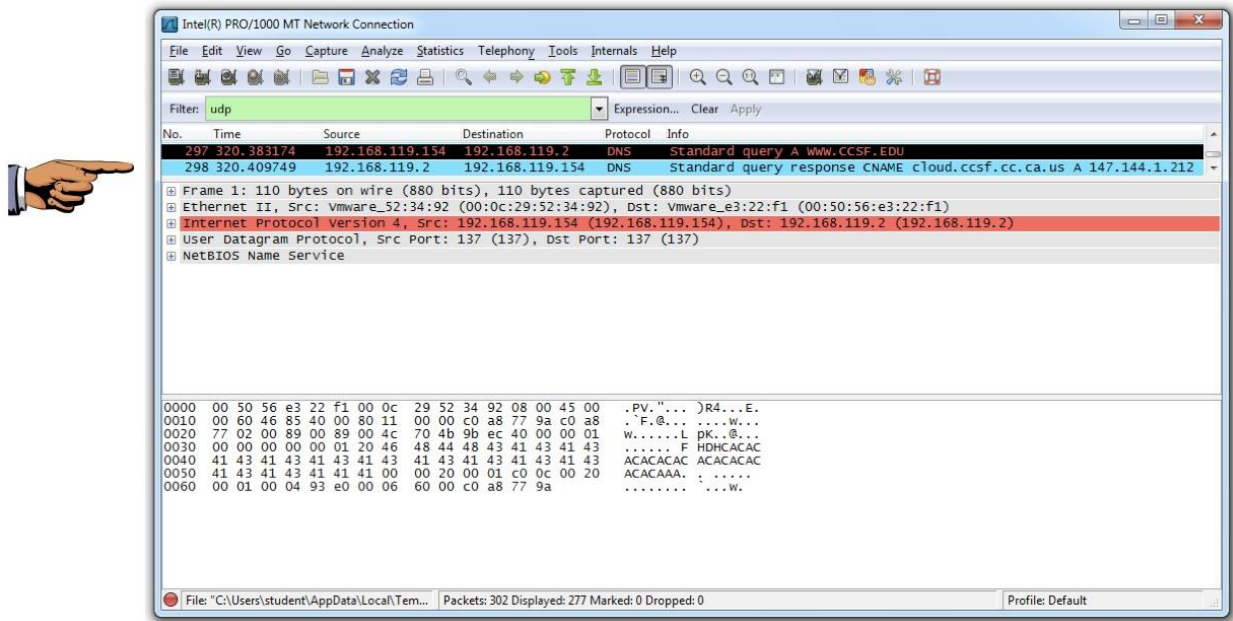 Intel(R) PRO/1000 MT Network Connection
File Edit View Go Capture Analyze Statistics Telephony Tools Internals Help
Filter: udp Expression... Clear Apply
No. Time Source Destination Protocol Info
297 320.383174 192.168.119.154 192.168.119.2 DNS Standard query A WWW.CCSF.EDU
298 320.409749 192.168.119.2 192.168.119.154 DNS Standard query response CNAME cloud.ccsf.cc.ca.us A 147.144.1.212
Frame 1: 110 bytes on wire (880 bits), 110 bytes captured (880 bits)
Ethernet II, Src: Vmware_52:34:92 (00:0c:29:52:34:92), Dst: Vmware_e3:22:f1 (00:50:56:e3:22:f1)
Internet Protocol Version 4, Src: 192.168.119.154 (192.168.119.154), Dst: 192.168.119.2 (192.168.119.2)
User Datagram Protocol, Src Port: 137 (137), Dst Port: 137 (137)
NetBIOS Name Service
0000 00 50 56 e3 22 f1 00 0c 29 52 34 92 08 00 45 00 .PV."... )R4...E.
0010 00 60 46 85 40 00 80 11 00 00 c0 a8 77 9a c0 a8 .`F.@... ....w...
0020 77 02 00 89 00 89 00 4c 70 4b 9b ec 40 00 00 01 w......L pK..@...
0030 00 00 00 00 00 01 20 46 48 44 48 43 41 43 41 43 ...... F HDHCACAC
0040 41 43 41 43 41 43 41 43 41 43 41 43 41 43 41 43 ACACACAC ACACACAC
0050 41 43 41 43 41 41 41 00 00 20 00 01 c0 0c 00 20 ACACAAA. . .....
0060 00 01 00 04 93 e0 00 06 60 00 c0 a8 77 9a ........ `...w.
File: "C:\Users\student\AppData\Local\Tem... Packets: 302 Displayed: 277 Marked: 0 Dropped: 0 Profile: Default